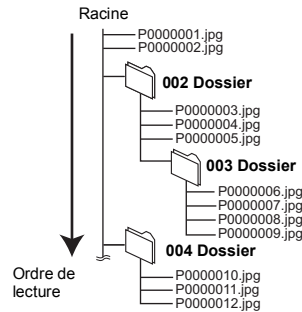 Racine
P0000001.jpg
P0000002.jpg
002 Dossier
P0000003.jpg
P0000004.jpg
P0000005.jpg
003 Dossier
P0000006.jpg
P0000007.jpg
P0000008.jpg
P0000009.jpg
004 Dossier
P0000010.jpg
P0000011.jpg
P0000012.jpg
Ordre de
lecture